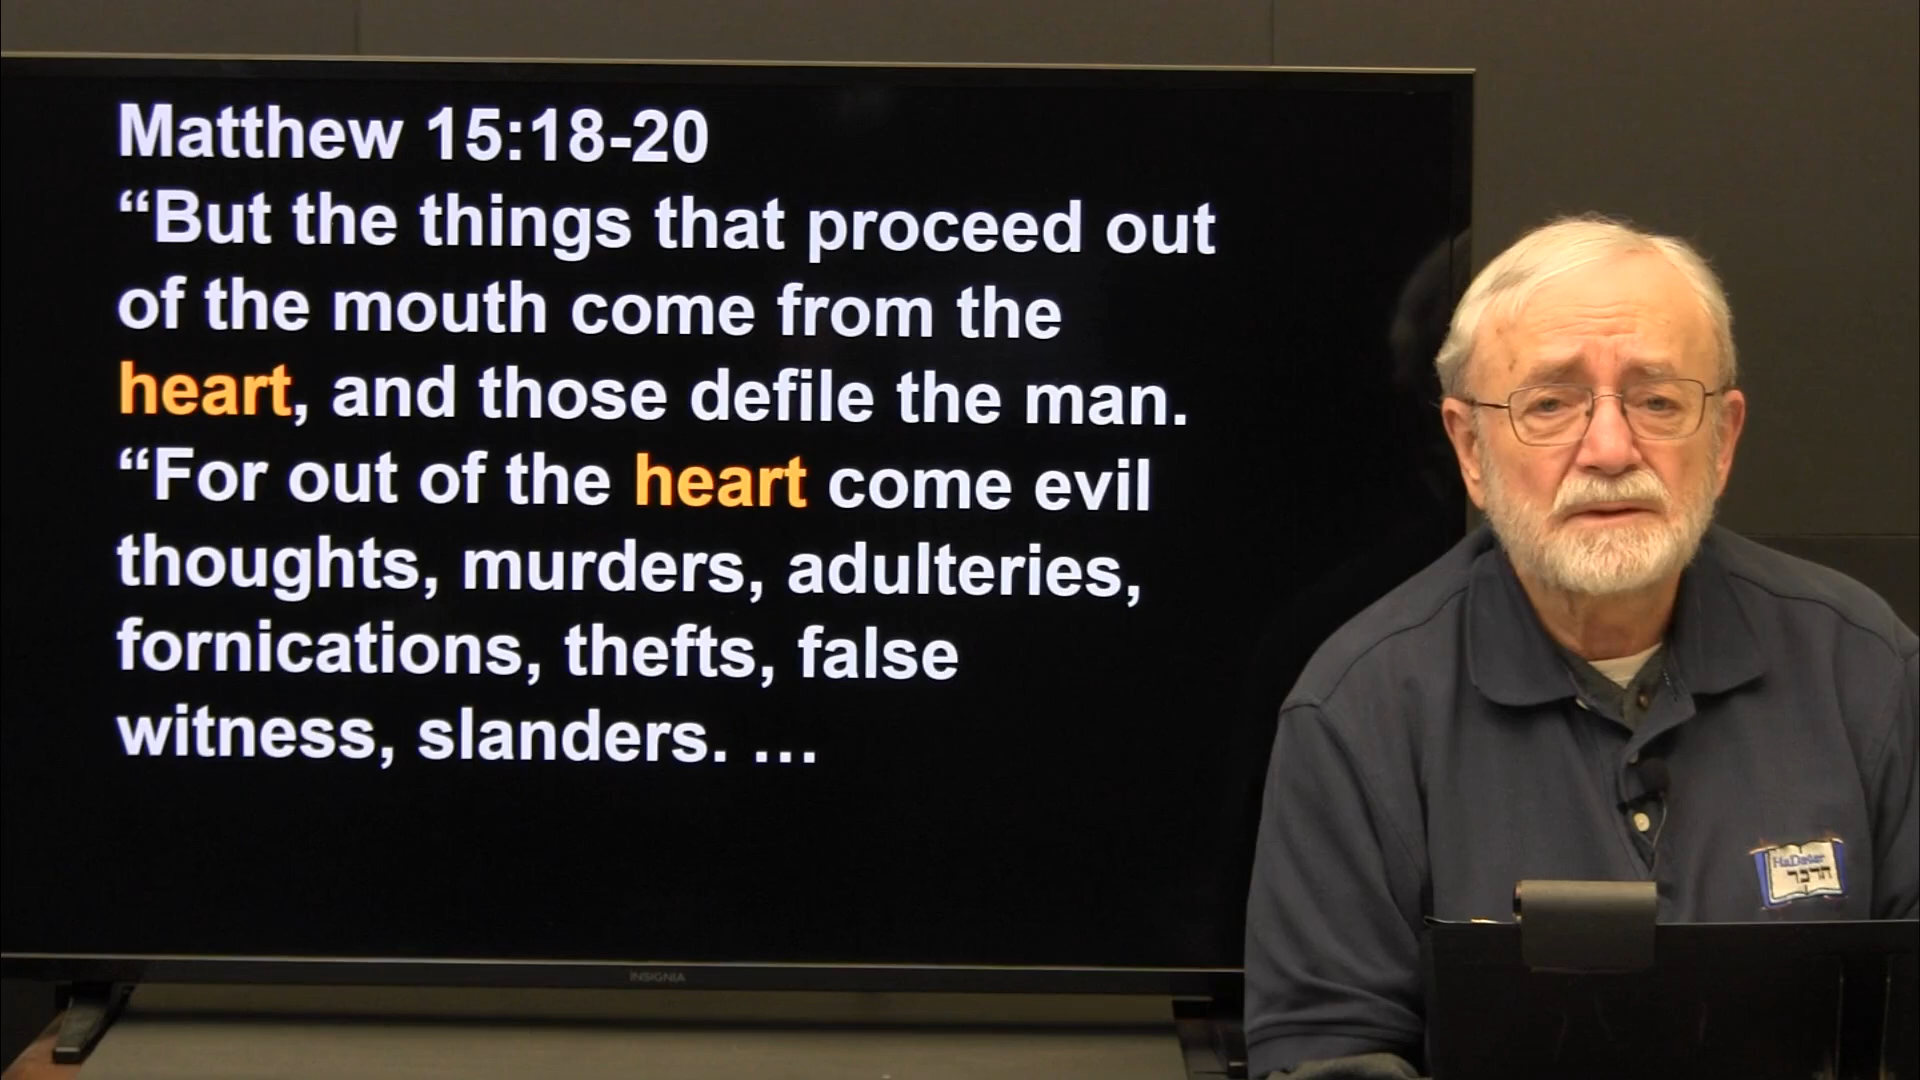 Matthew 15:18-20
“But the things that proceed out
of the mouth come from the
heart, and those defile the man.
“For out of the heart come evil
thoughts, murders, adulteries,
fornications, thefts, false
witness, slanders. …
INSIGNIA
HaDavar
הדבר